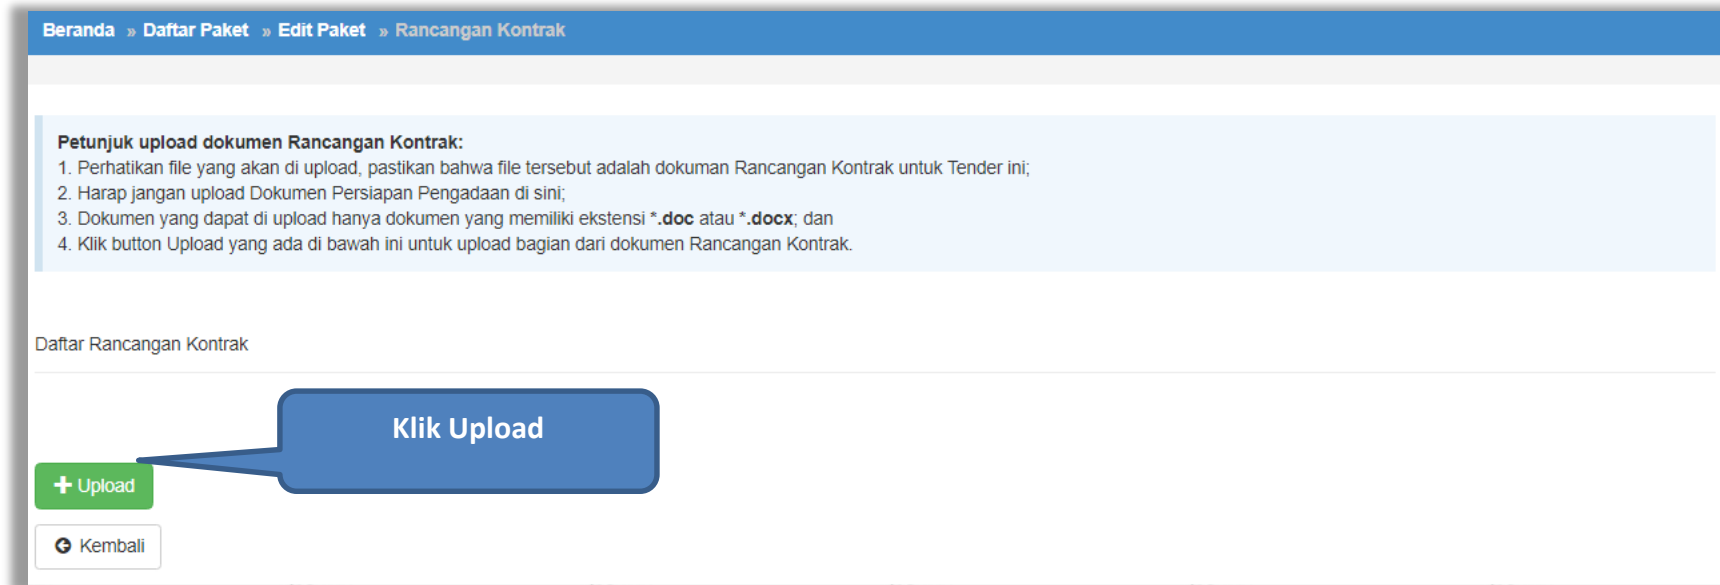 Beranda » Daftar Paket » Edit Paket » Rancangan Kontrak
Petunjuk upload dokumen Rancangan Kontrak:
1. Perhatikan file yang akan di upload, pastikan bahwa file tersebut adalah dokuman Rancangan Kontrak untuk Tender ini;
2. Harap jangan upload Dokumen Persiapan Pengadaan di sini;
3. Dokumen yang dapat di upload hanya dokumen yang memiliki ekstensi *.doc atau *.docx; dan
4. Klik button Upload yang ada di bawah ini untuk upload bagian dari dokumen Rancangan Kontrak.
Daftar Rancangan Kontrak
Klik Upload
Upload
Kembali